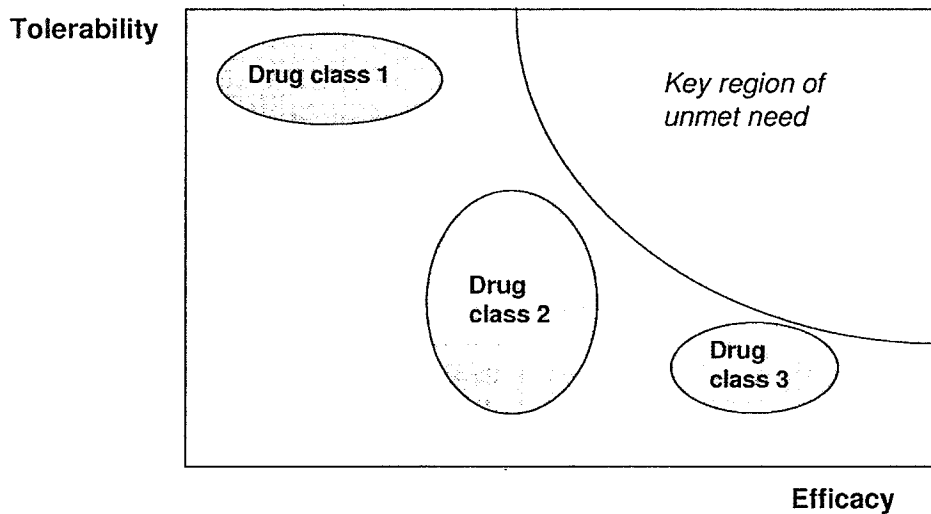 Tolerability
Drug class 1
Key region of
unmet need
Drug
class 2
Drug
class 3
Efficacy